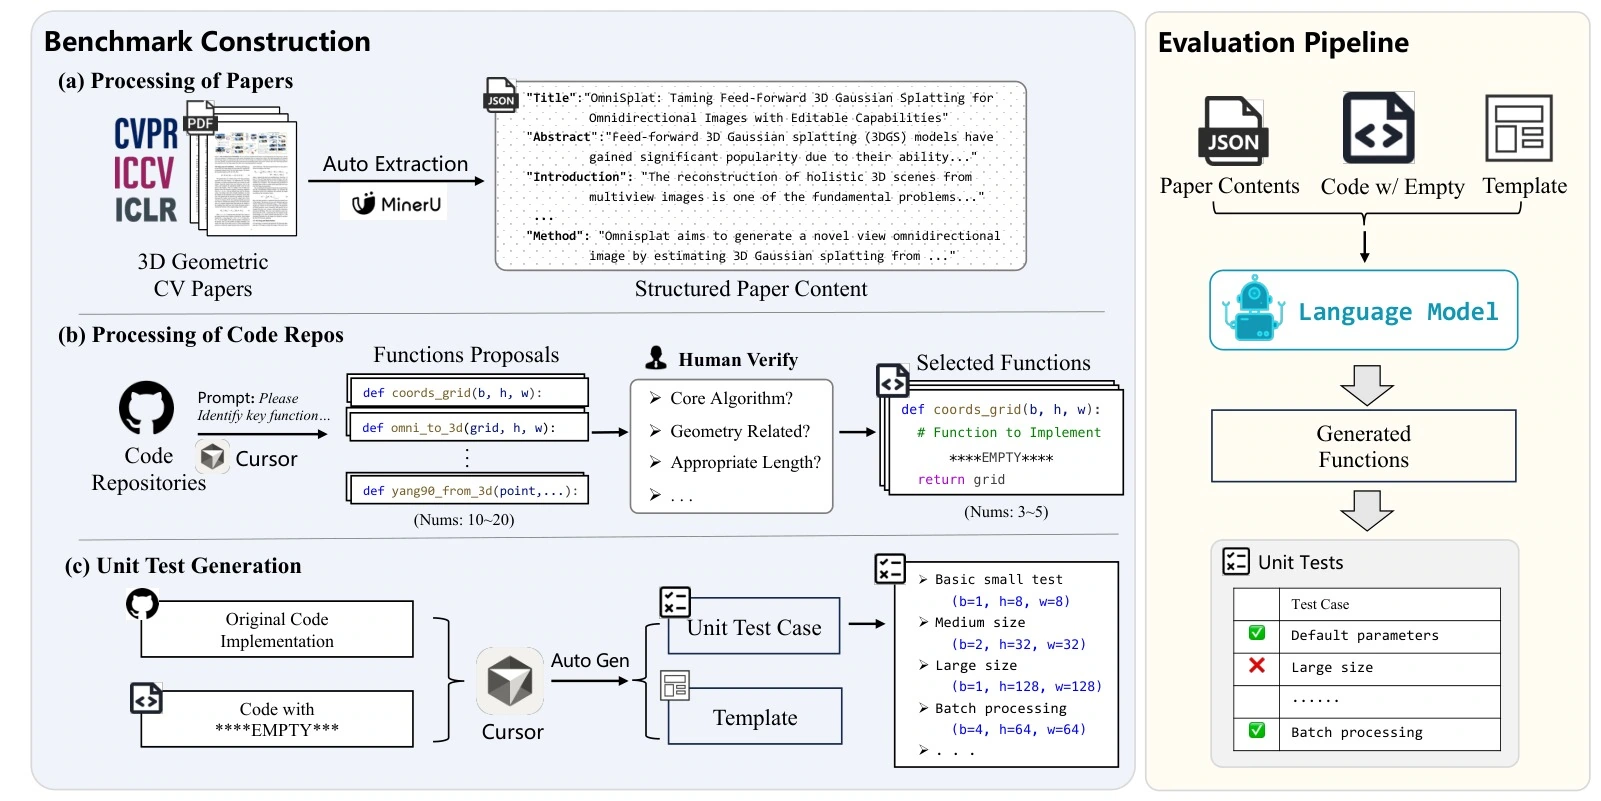 Benchmark Construction
(a) Processing of Papers
CVPR
ICCV
ICLR
PDF
3D Geometric
CV Papers
Auto Extraction
MinerU
JSON
"Title":"OmniSplat: Taming Feed-Forward 3D Gaussian Splatting for
Omnidirectional Images with Editable Capabilities"
"Abstract":"Feed-forward 3D Gaussian splatting (3DGS) models have
gained significant popularity due to their ability..."
"Introduction": "The reconstruction of holistic 3D scenes from
multiview images is one of the fundamental problems..."
...
"Method": "Omnisplat aims to generate a novel view omnidirectional
image by estimating 3D Gaussian splatting from ..."
Structured Paper Content
(b) Processing of Code Repos
Code
Repositories
Prompt: Please
Identify key function...
Cursor
Functions Proposals
def coords_grid(b, h, w):
def omni_to_3d(grid, h, w):
⋮
def yang90_from_3d(point,...):
(Nums: 10~20)
Human Verify
➢ Core Algorithm?
➢ Geometry Related?
➢ Appropriate Length?
➢ ...
Selected Functions
def coords_grid(b, h, w):
# Function to Implement
****EMPTY****
return grid
(Nums: 3~5)
(c) Unit Test Generation
Original Code
Implementation
Code with
****EMPTY***
Cursor
Auto Gen
Unit Test Case
Template
➢ Basic small test
(b=1, h=8, w=8)
➢ Medium size
(b=2, h=32, w=32)
➢ Large size
(b=1, h=128, w=128)
➢ Batch processing
(b=4, h=64, w=64)
➢ . . .
Evaluation Pipeline
JSON
Paper Contents
Code w/ Empty
Template
Language Model
Generated
Functions
Unit Tests
Test Case
Default parameters
Large size
......
Batch processing